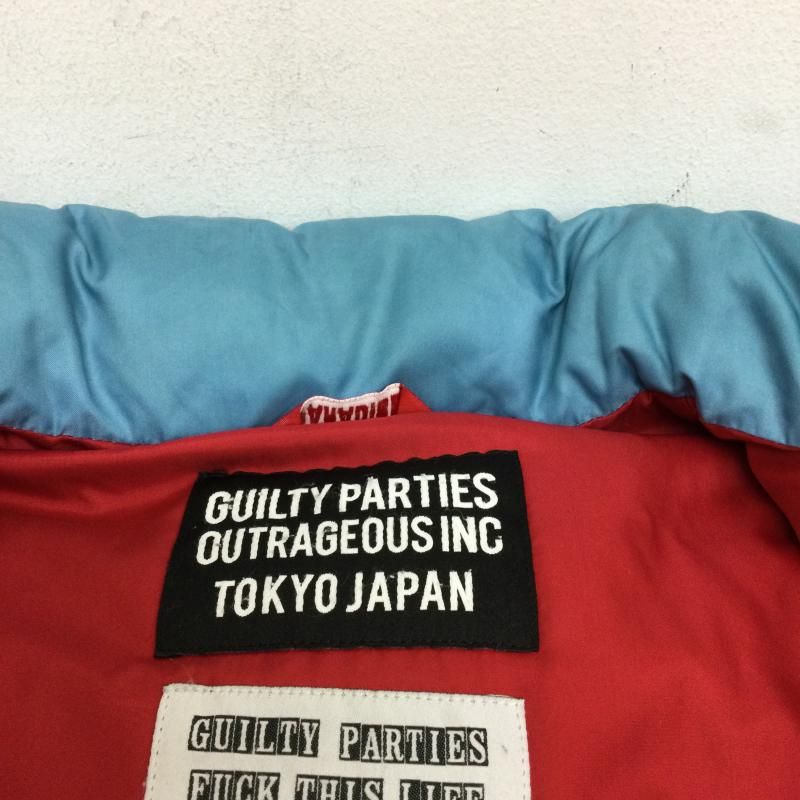 GUILTY PARTIES
OUTRAGEOUS INC
TOKYO JAPAN
GUILTY PARTIES
FUCK THIS LIFE